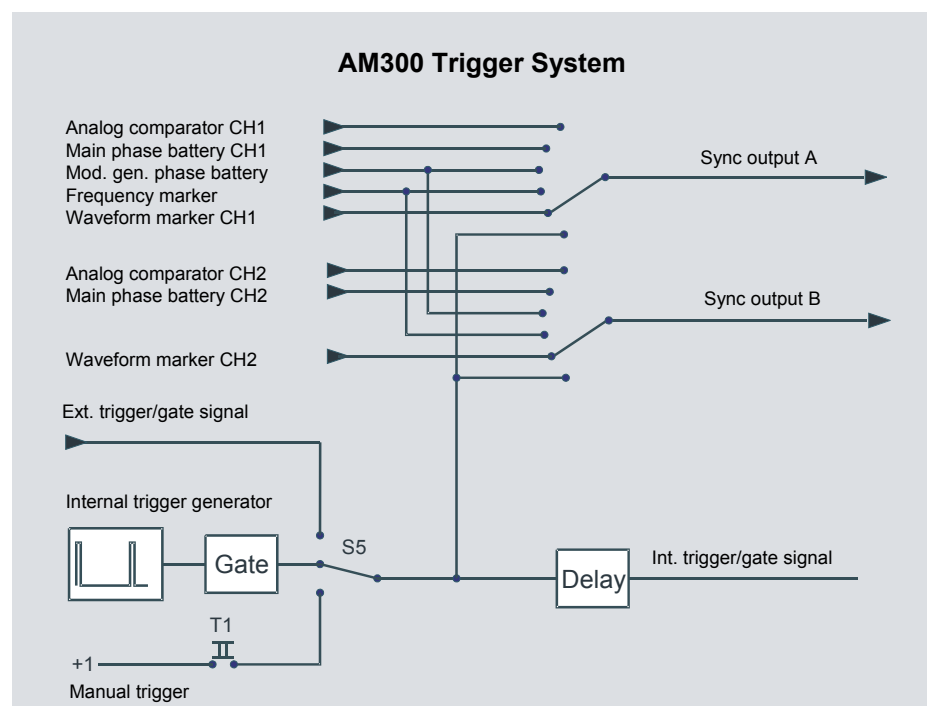 AM300 Trigger System
Analog comparator CH1
Main phase battery CH1
Mod. gen. phase battery
Frequency marker
Waveform marker CH1
Sync output A
Analog comparator CH2
Main phase battery CH2
Sync output B
Waveform marker CH2
Ext. trigger/gate signal
Internal trigger generator
Gate
S5
Delay
Int. trigger/gate signal
T1
+1
Manual trigger